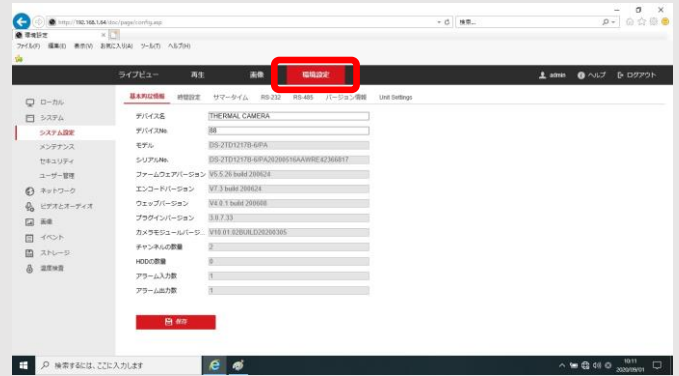 http://192.168.1.64/doc/page/config.asp
検索...
環境設定
ファイル(F) 編集(E) 表示(V) お気に入り(A) ツール(T) ヘルプ(H)
ライブビュー 再生 画像 環境設定 admin ヘルプ ログアウト
ローカル
システム
システム設定
メンテナンス
セキュリティ
ユーザー管理
ネットワーク
ビデオとオーディオ
画像
イベント
ストレージ
温度検査
基本的な情報 時間設定 サマータイム RS-232 RS-485 バージョン情報 Unit Settings
デバイス名 THERMAL CAMERA
デバイスNo. 88
モデル DS-2TD1217B-6/PA
シリアルNo. DS-2TD1217B-6/PA20200516AAWRE42366817
ファームウェアバージョン V5.5.26 build 200624
エンコードバージョン V7.3 build 200624
ウェッブバージョン V4.0.1 build 200608
プラグインバージョン 3.0.7.33
カメラモジュールバージ... V10.01.02BUILD20200305
チャンネルの数量 2
HDDの数量 0
アラーム入力数 1
アラーム出力数 1
保存
検索するには、ここに入力します
10:11
2020/09/01